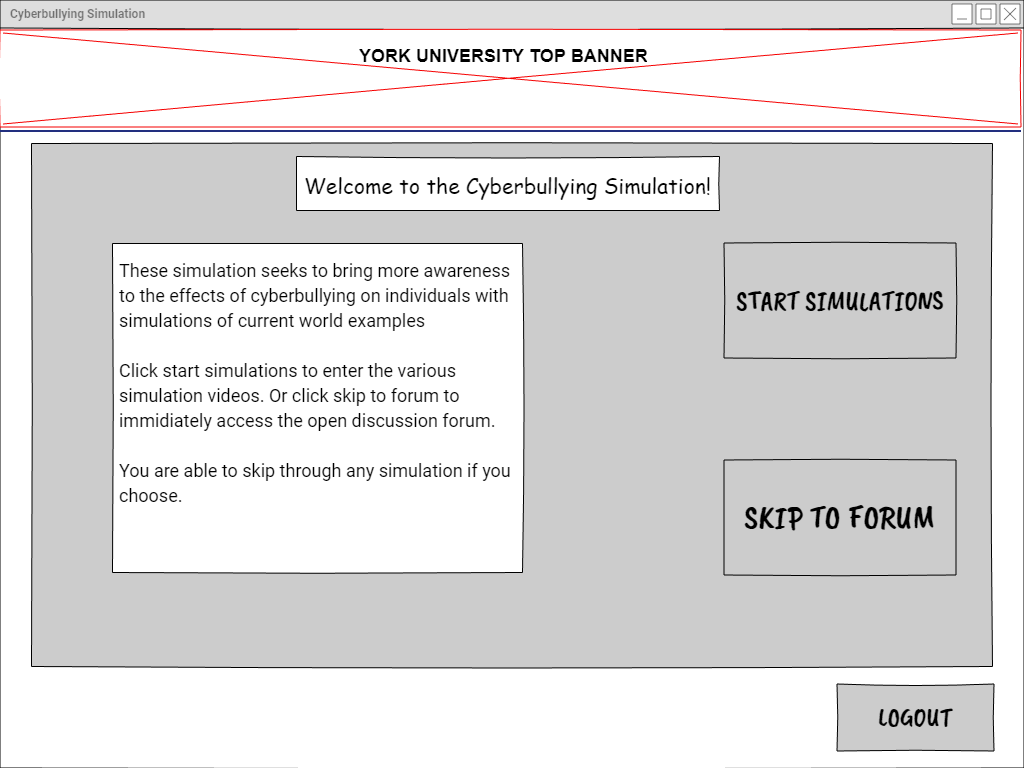 Cyberbullying Simulation
YORK UNIVERSITY TOP BANNER
Welcome to the Cyberbullying Simulation!
These simulation seeks to bring more awareness
to the effects of cyberbullying on individuals with
simulations of current world examples
Click start simulations to enter the various
simulation videos. Or click skip to forum to
immidiately access the open discussion forum.
You are able to skip through any simulation if you
choose.
START SIMULATIONS
SKIP TO FORUM
LOGOUT